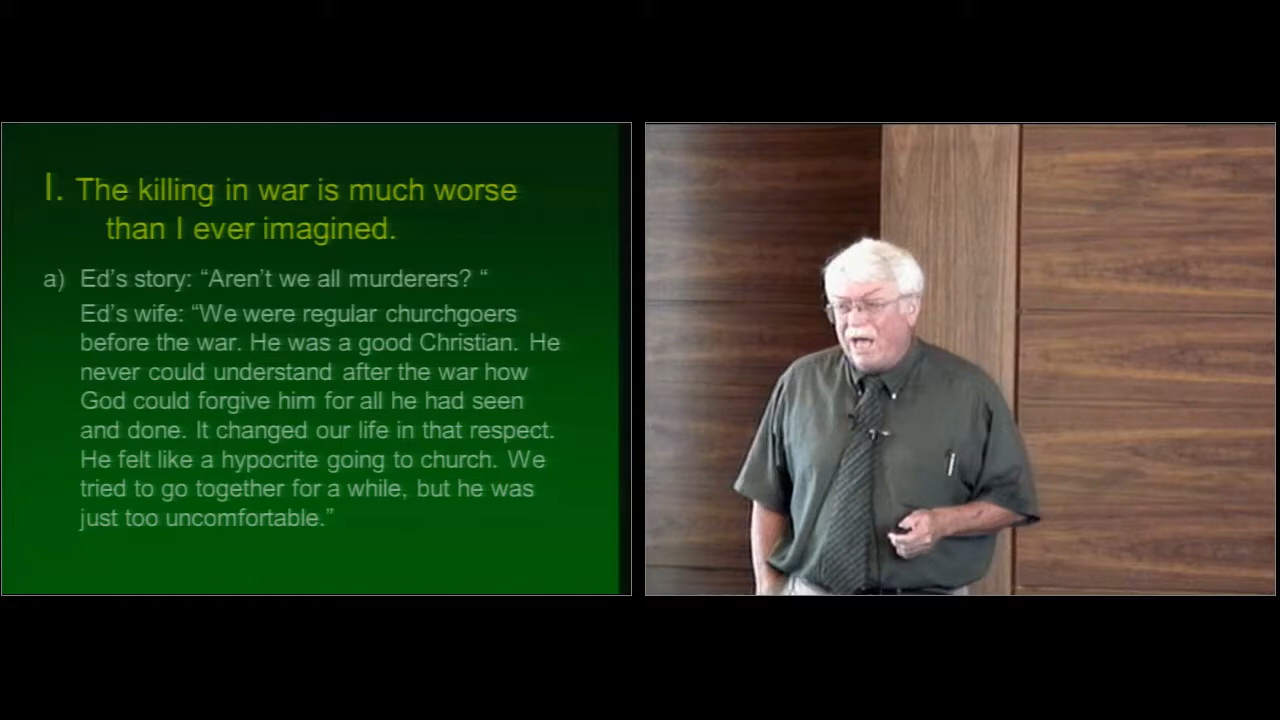 I. The killing in war is much worse
than I ever imagined.
a) Ed’s story: “Aren’t we all murderers? “
Ed’s wife: “We were regular churchgoers
before the war. He was a good Christian. He
never could understand after the war how
God could forgive him for all he had seen
and done. It changed our life in that respect.
He felt like a hypocrite going to church. We
tried to go together for a while, but he was
just too uncomfortable.”